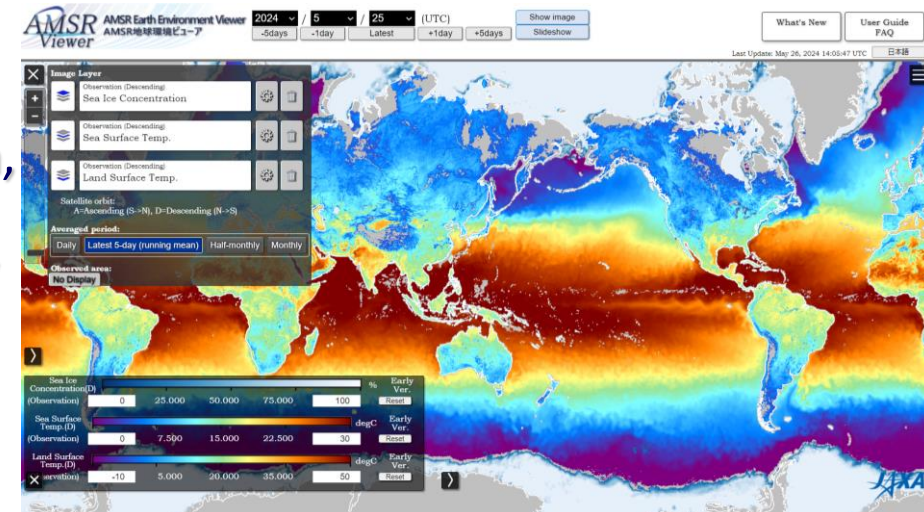 AMSR Viewer
AMSR Earth Environment Viewer
AMSR地球環境ビューア
2024 / 5 / 25 (UTC)
-5days -1day Latest +1day +5days
Show image
Slideshow
What's New
User Guide
FAQ
Last Update: May 26, 2024 14:05:47 UTC 日本語
Image Layer
Observation (Descending)
Sea Ice Concentration
Observation (Descending)
Sea Surface Temp.
Observation (Descending)
Land Surface Temp.
Satellite orbit:
A=Ascending (S->N), D=Descending (N->S)
Averaged period:
Daily Latest 5-day (running mean) Half-monthly Monthly
Observed area:
No Display
Sea Ice
Concentration(D) % Early
Ver.
(Observation) 0 25.000 50.000 75.000 100 Reset
Sea Surface
Temp.(D) degC Early
Ver.
(Observation) 0 7.500 15.000 22.500 30 Reset
Land Surface
Temp.(D) degC Early
Ver.
ervation) -10 5.000 20.000 35.000 50 Reset
JAXA